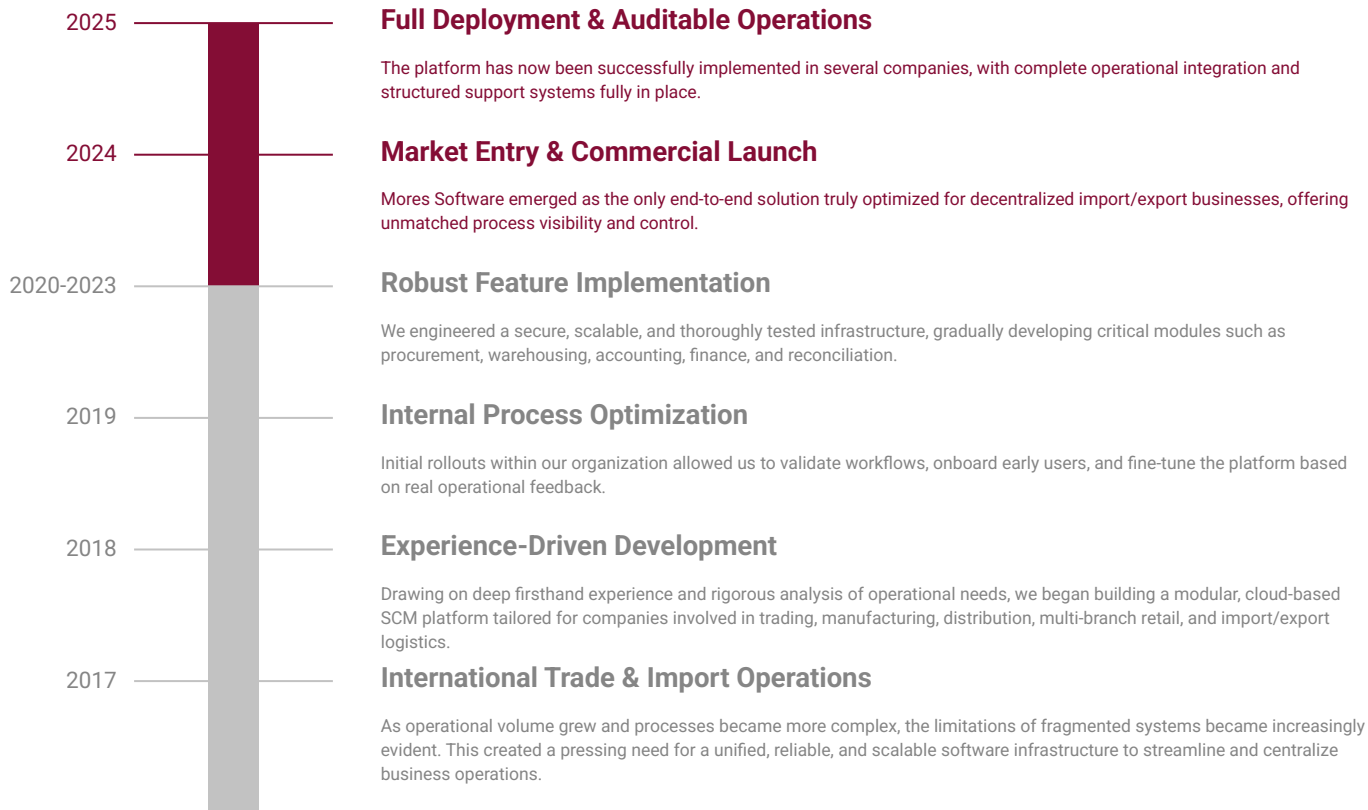 2025
Full Deployment & Auditable Operations
The platform has now been successfully implemented in several companies, with complete operational integration and
structured support systems fully in place.
2024
Market Entry & Commercial Launch
Mores Software emerged as the only end-to-end solution truly optimized for decentralized import/export businesses, offering
unmatched process visibility and control.
2020-2023
Robust Feature Implementation
We engineered a secure, scalable, and thoroughly tested infrastructure, gradually developing critical modules such as
procurement, warehousing, accounting, finance, and reconciliation.
2019
Internal Process Optimization
Initial rollouts within our organization allowed us to validate workflows, onboard early users, and fine-tune the platform based
on real operational feedback.
2018
Experience-Driven Development
Drawing on deep firsthand experience and rigorous analysis of operational needs, we began building a modular, cloud-based
SCM platform tailored for companies involved in trading, manufacturing, distribution, multi-branch retail, and import/export
logistics.
2017
International Trade & Import Operations
As operational volume grew and processes became more complex, the limitations of fragmented systems became increasingly
evident. This created a pressing need for a unified, reliable, and scalable software infrastructure to streamline and centralize
business operations.